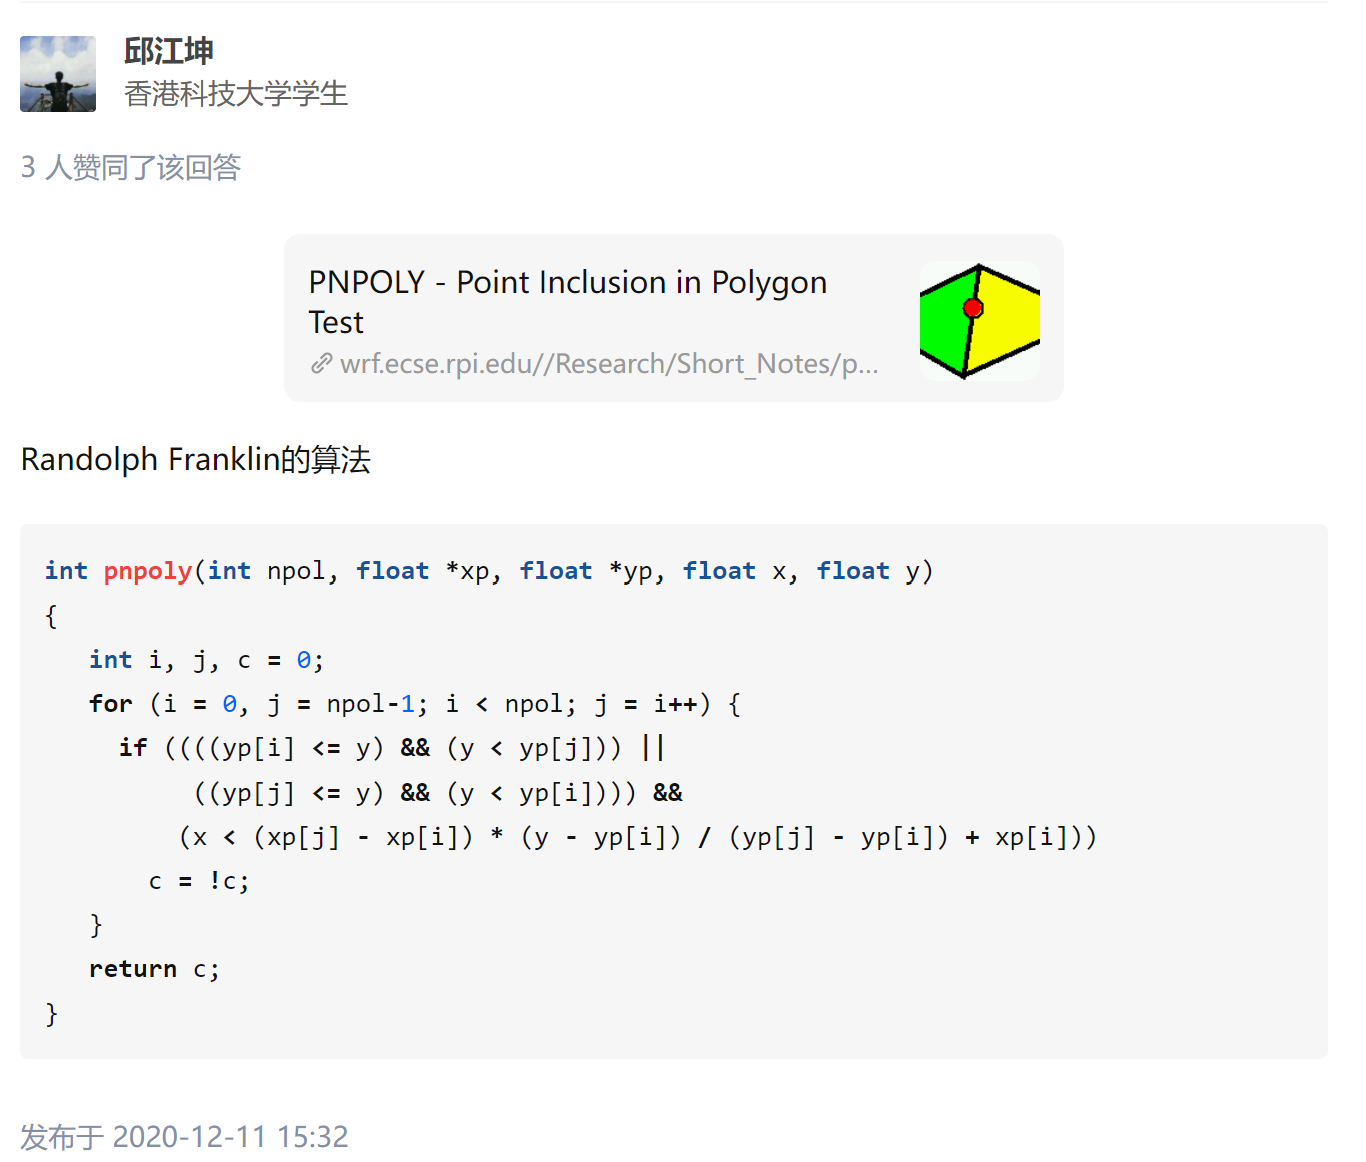 邱江坤
香港科技大学学生
3 人赞同了该回答
PNPOLY - Point Inclusion in Polygon
Test
wrf.ecse.rpi.edu//Research/Short_Notes/p...
Randolph Franklin的算法
int pnpoly(int npol, float *xp, float *yp, float x, float y)
{
   int i, j, c = 0;
   for (i = 0, j = npol-1; i < npol; j = i++) {
     if ((((yp[i] <= y) && (y < yp[j])) ||
          ((yp[j] <= y) && (y < yp[i]))) &&
         (x < (xp[j] - xp[i]) * (y - yp[i]) / (yp[j] - yp[i]) + xp[i]))
       c = !c;
   }
   return c;
}
发布于 2020-12-11 15:32